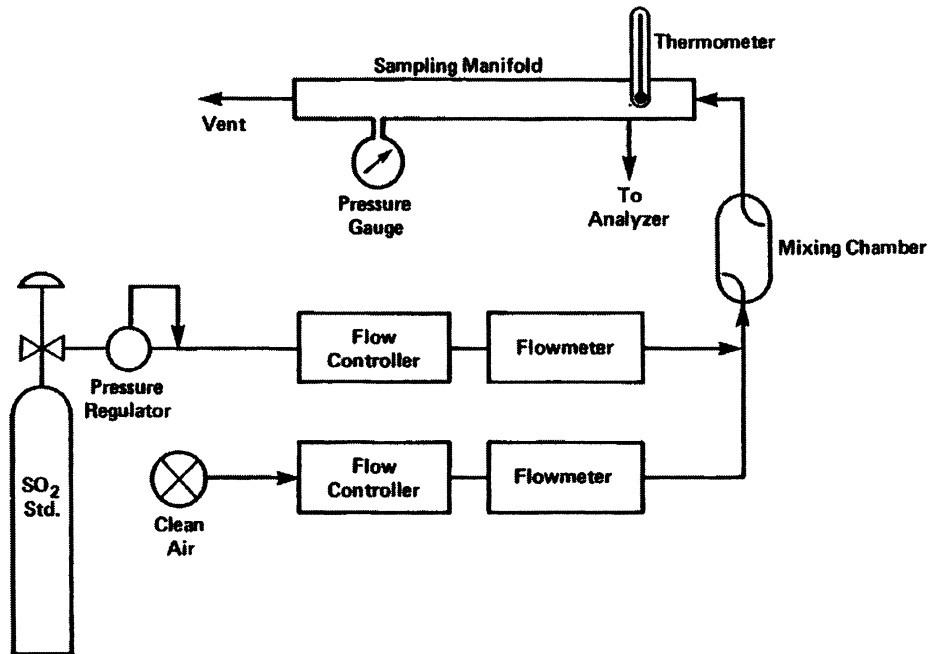 Thermometer
Sampling Manifold
Vent
Pressure
Gauge
To
Analyzer
Mixing Chamber
Flow
Controller
Flowmeter
Pressure
Regulator
SO2
Std.
Flow
Controller
Flowmeter
Clean
Air